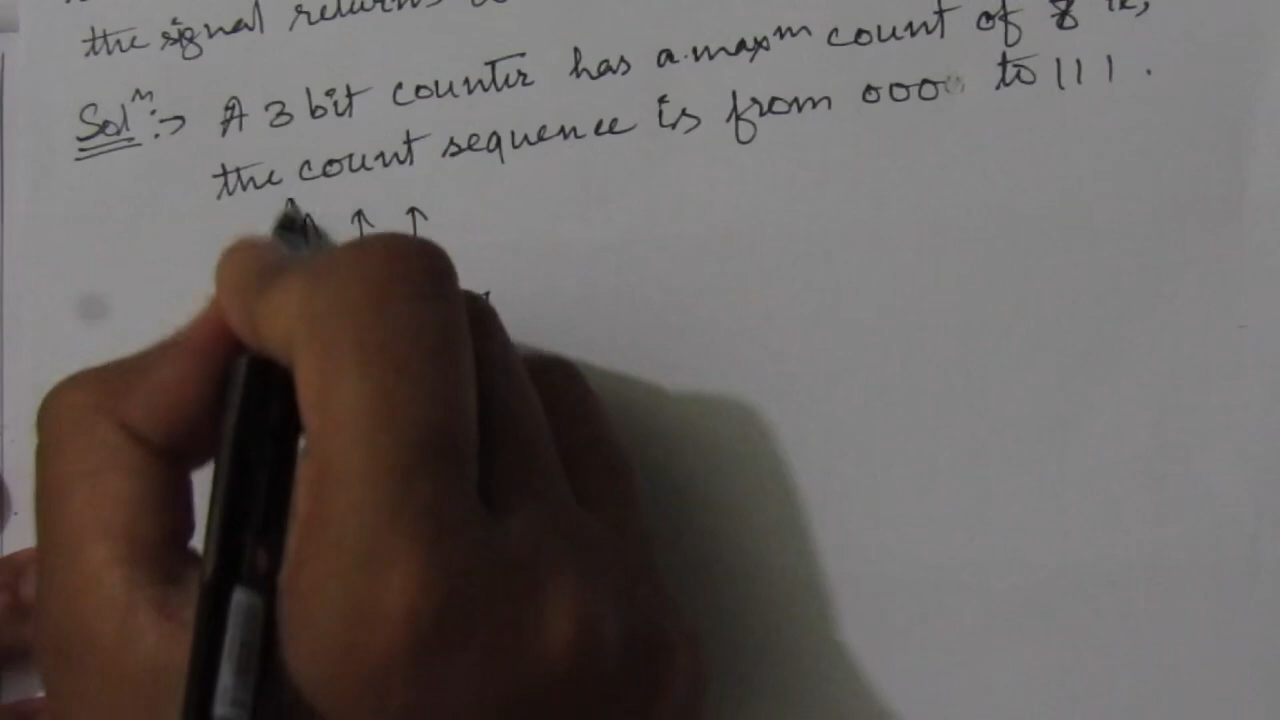 the signal returns
Solⁿ :→ A 3 bit counter has a maxᵐ count of 8
the count sequence is from 000 to 111.